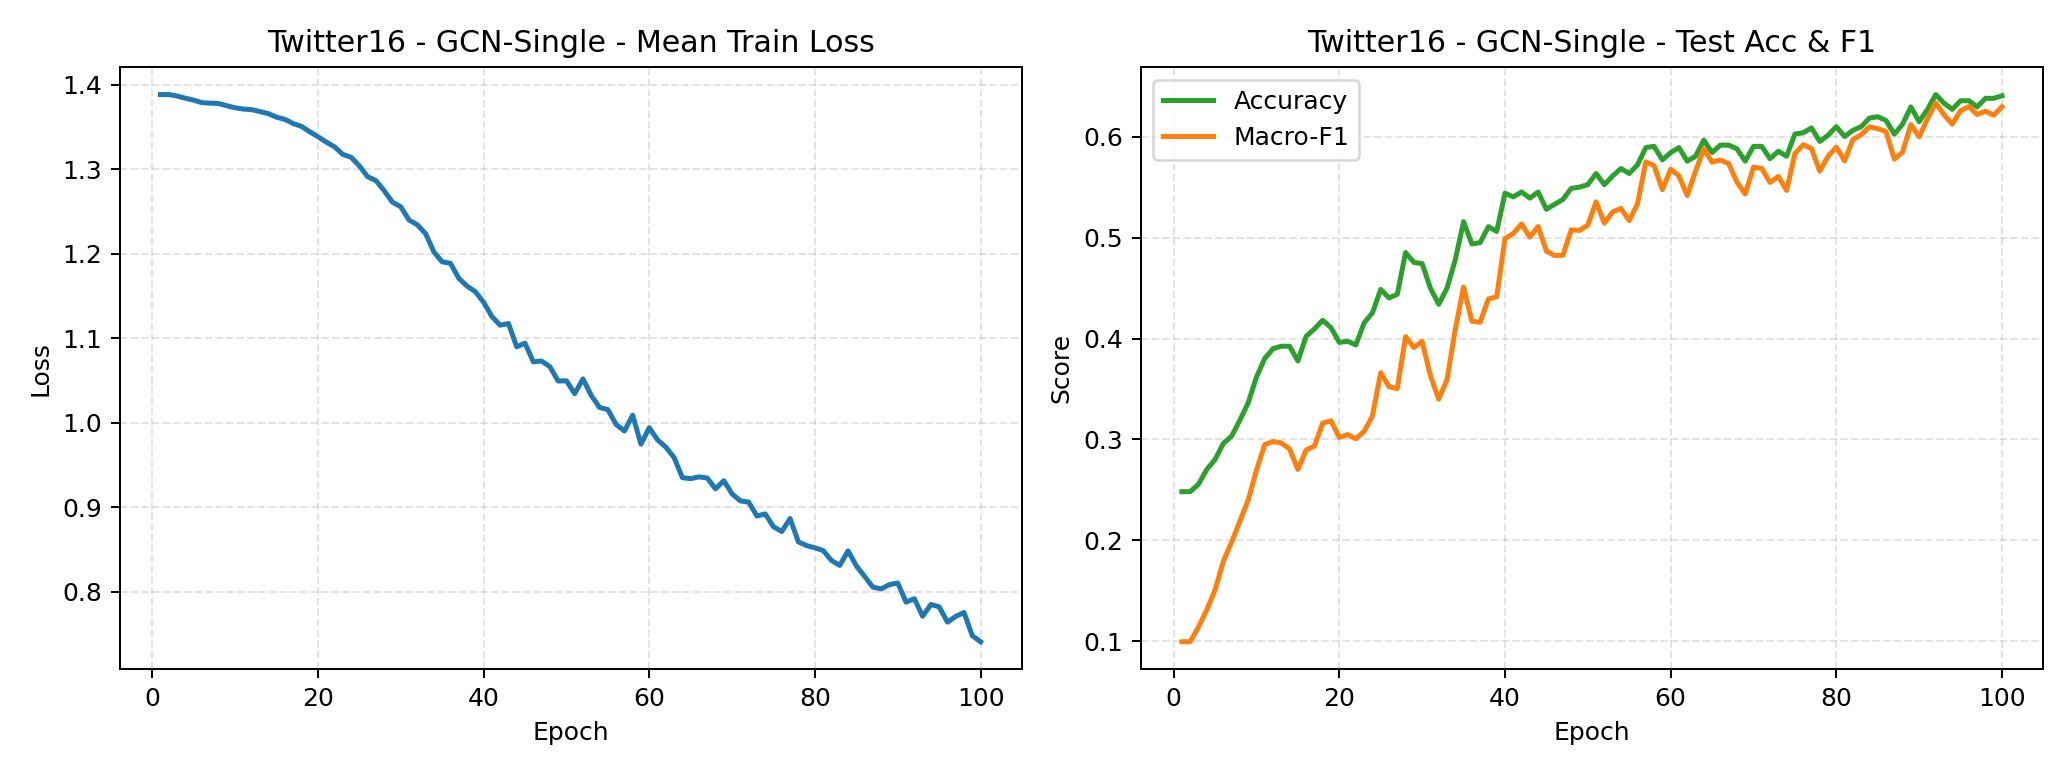 Twitter16 - GCN-Single - Mean Train Loss
1.4
1.3
1.2
1.1
1.0
0.9
0.8
Loss
0 20 40 60 80 100
Epoch
Twitter16 - GCN-Single - Test Acc & F1
Accuracy
Macro-F1
0.6
0.5
0.4
0.3
0.2
0.1
Score
0 20 40 60 80 100
Epoch